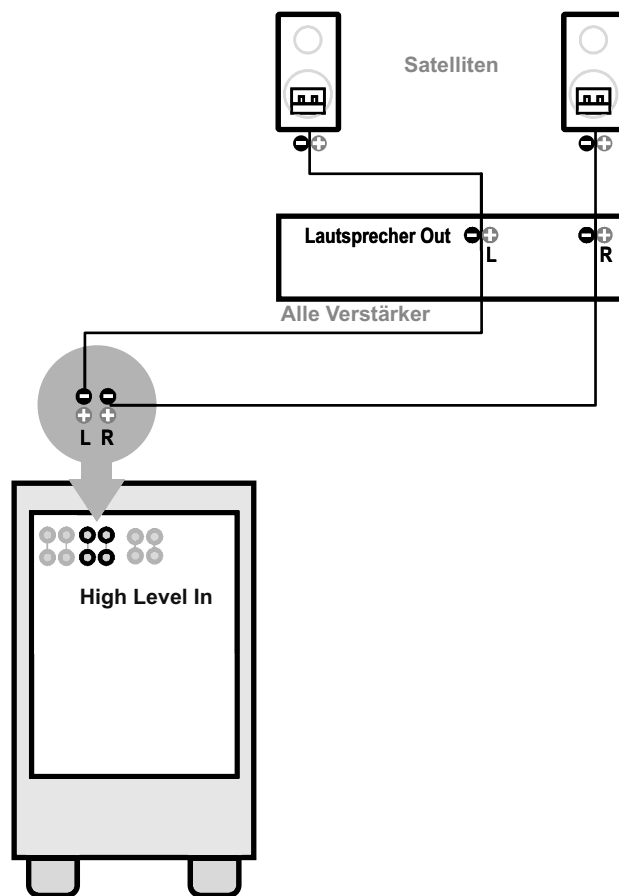 Satelliten
Lautsprecher Out
L
R
Alle Verstärker
L R
High Level In